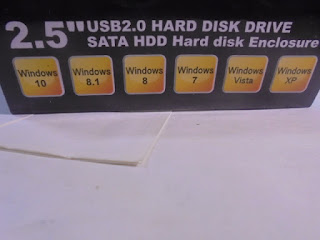 2.5" USB2.0 HARD DISK DRIVE
SATA HDD Hard disk Enclosure
Windows 10 Windows 8.1 Windows 8 Windows 7 Windows Vista Windows XP